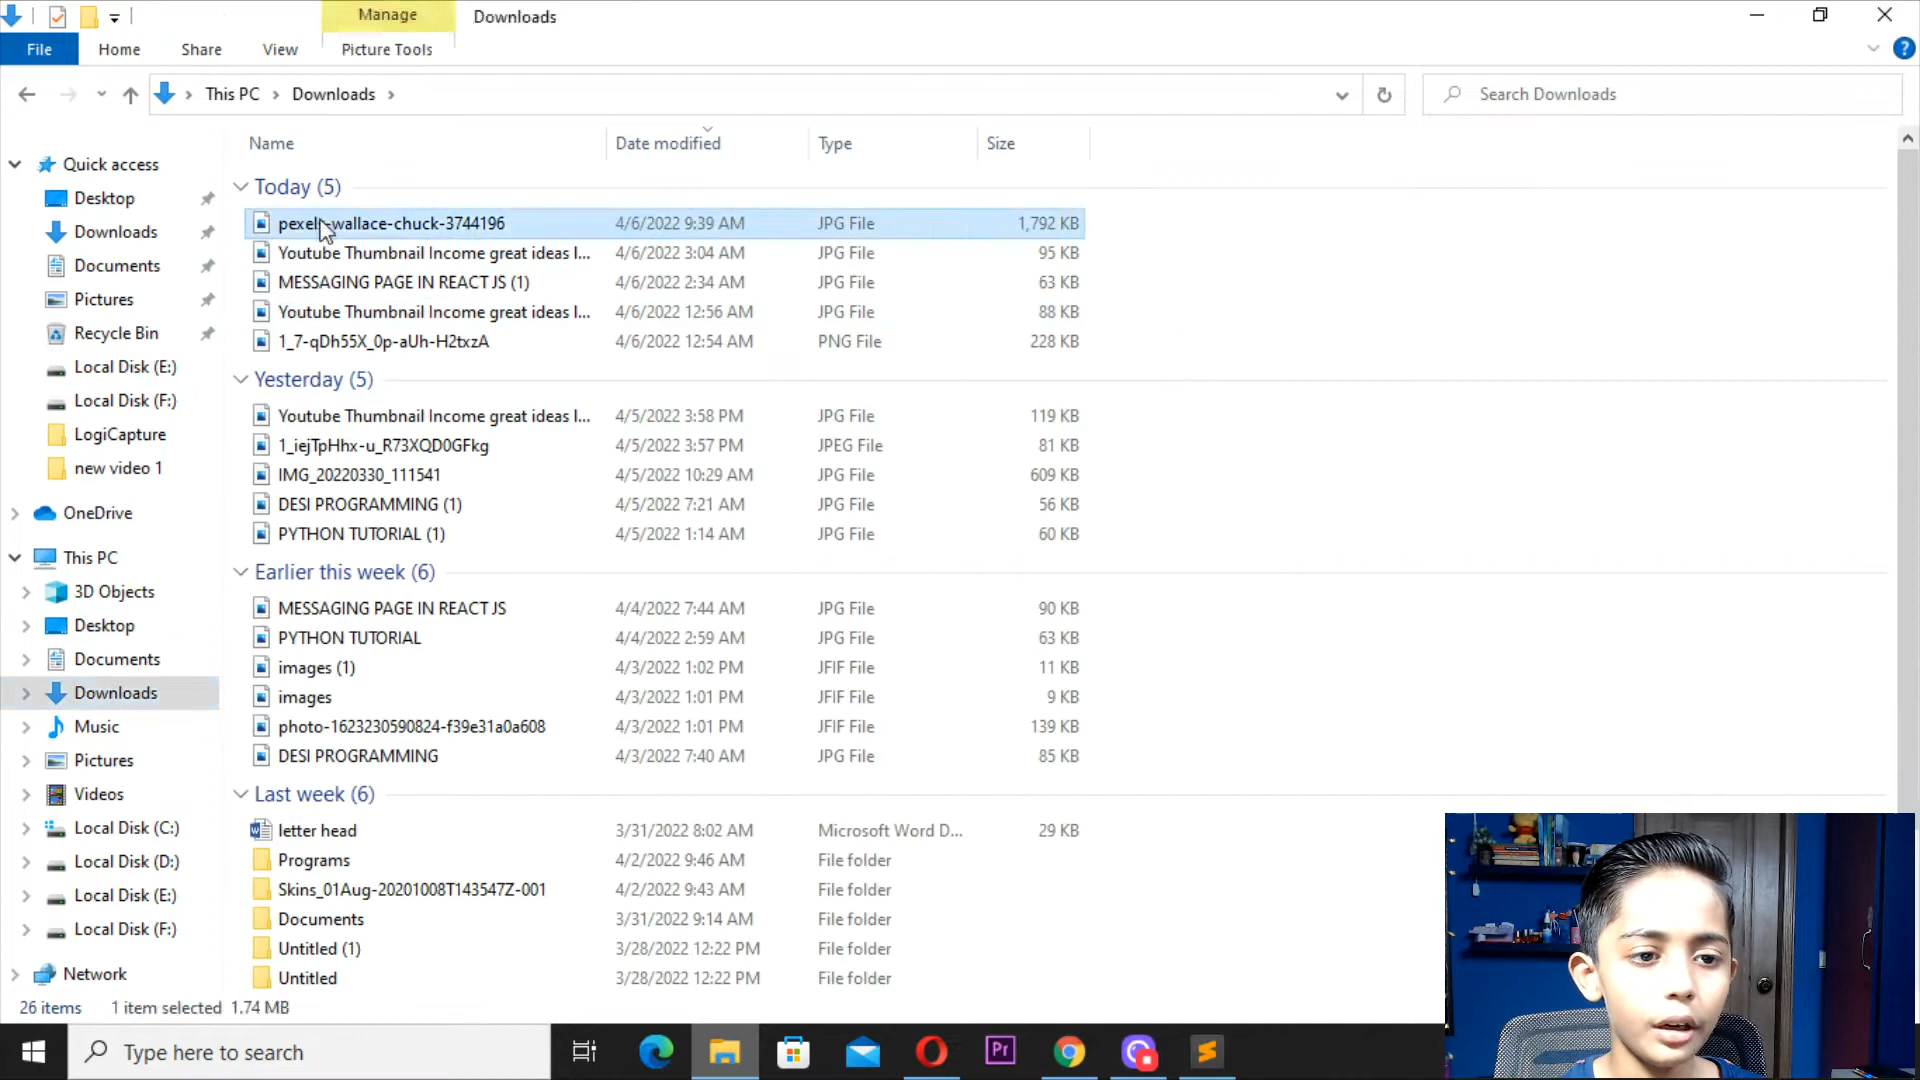 Manage
Downloads
File
Home
Share
View
Picture Tools
This PC
Downloads
Search Downloads
Name
Date modified
Type
Size
Quick access
Desktop
Downloads
Documents
Pictures
Recycle Bin
Local Disk (E:)
Local Disk (F:)
LogiCapture
new video 1
OneDrive
This PC
3D Objects
Desktop
Documents
Downloads
Music
Pictures
Videos
Local Disk (C:)
Local Disk (D:)
Local Disk (E:)
Local Disk (F:)
Network
Today (5)
pexels-wallace-chuck-3744196 4/6/2022 9:39 AM JPG File 1,792 KB
Youtube Thumbnail Income great ideas I... 4/6/2022 3:04 AM JPG File 95 KB
MESSAGING PAGE IN REACT JS (1) 4/6/2022 2:34 AM JPG File 63 KB
Youtube Thumbnail Income great ideas I... 4/6/2022 12:56 AM JPG File 88 KB
1_7-qDh55X_0p-aUh-H2txzA 4/6/2022 12:54 AM PNG File 228 KB
Yesterday (5)
Youtube Thumbnail Income great ideas I... 4/5/2022 3:58 PM JPG File 119 KB
1_iejTpHhx-u_R73XQD0GFkg 4/5/2022 3:57 PM JPEG File 81 KB
IMG_20220330_111541 4/5/2022 10:29 AM JPG File 609 KB
DESI PROGRAMMING (1) 4/5/2022 7:21 AM JPG File 56 KB
PYTHON TUTORIAL (1) 4/5/2022 1:14 AM JPG File 60 KB
Earlier this week (6)
MESSAGING PAGE IN REACT JS 4/4/2022 7:44 AM JPG File 90 KB
PYTHON TUTORIAL 4/4/2022 2:59 AM JPG File 63 KB
images (1) 4/3/2022 1:02 PM JFIF File 11 KB
images 4/3/2022 1:01 PM JFIF File 9 KB
photo-1623230590824-f39e31a0a608 4/3/2022 1:01 PM JFIF File 139 KB
DESI PROGRAMMING 4/3/2022 7:40 AM JPG File 85 KB
Last week (6)
letter head 3/31/2022 8:02 AM Microsoft Word D... 29 KB
Programs 4/2/2022 9:46 AM File folder
Skins_01Aug-20201008T143547Z-001 4/2/2022 9:43 AM File folder
Documents 3/31/2022 9:14 AM File folder
Untitled (1) 3/28/2022 12:22 PM File folder
Untitled 3/28/2022 12:22 PM File folder
26 items 1 item selected 1.74 MB
Type here to search
Pr